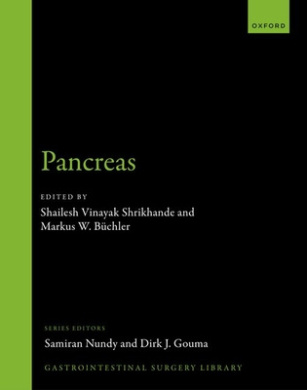 OXFORD
Pancreas
EDITED BY
Shailesh Vinayak Shrikhande and
Markus W. Büchler
SERIES EDITORS
Samiran Nundy and Dirk J. Gouma
GASTROINTESTINAL SURGERY LIBRARY